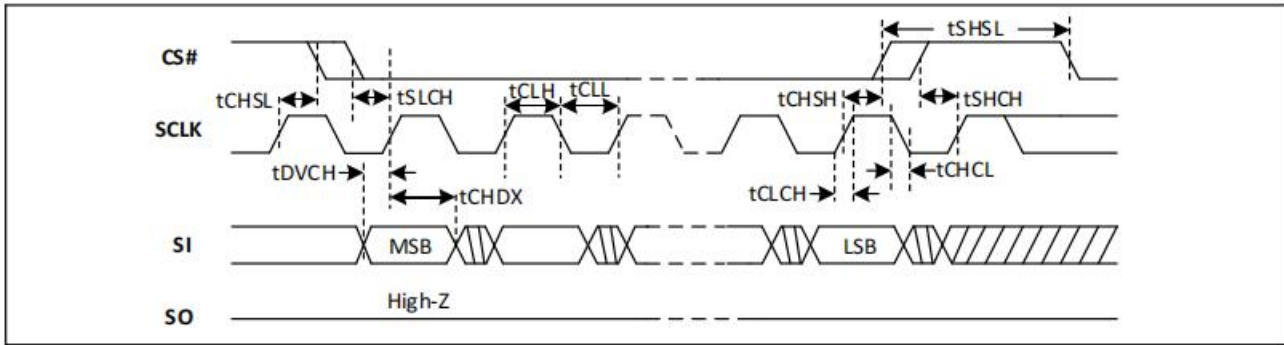 CS#
tSHSL
tCHSL
tSLCH
tCLH
tCLL
tCHSH
tSHCH
SCLK
tDVCH
tCHDX
tCLCH
tCHCL
SI
MSB
LSB
High-Z
SO